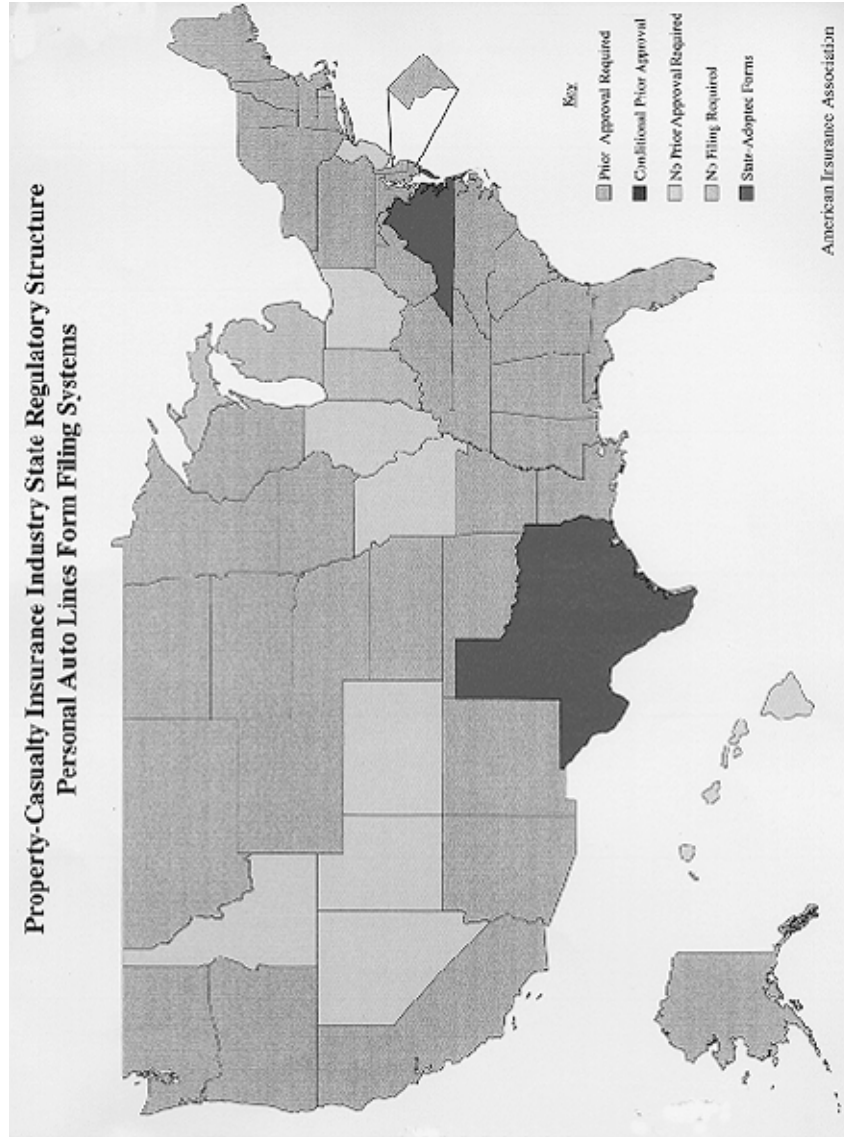 Property-Casualty Insurance Industry State Regulatory Structure
Personal Auto Lines Form Filing Systems
Key
Prior Approval Required
Conditional Prior Approval
No Prior Approval Required
No Filing Required
State-Adopted Forms
American Insurance Association